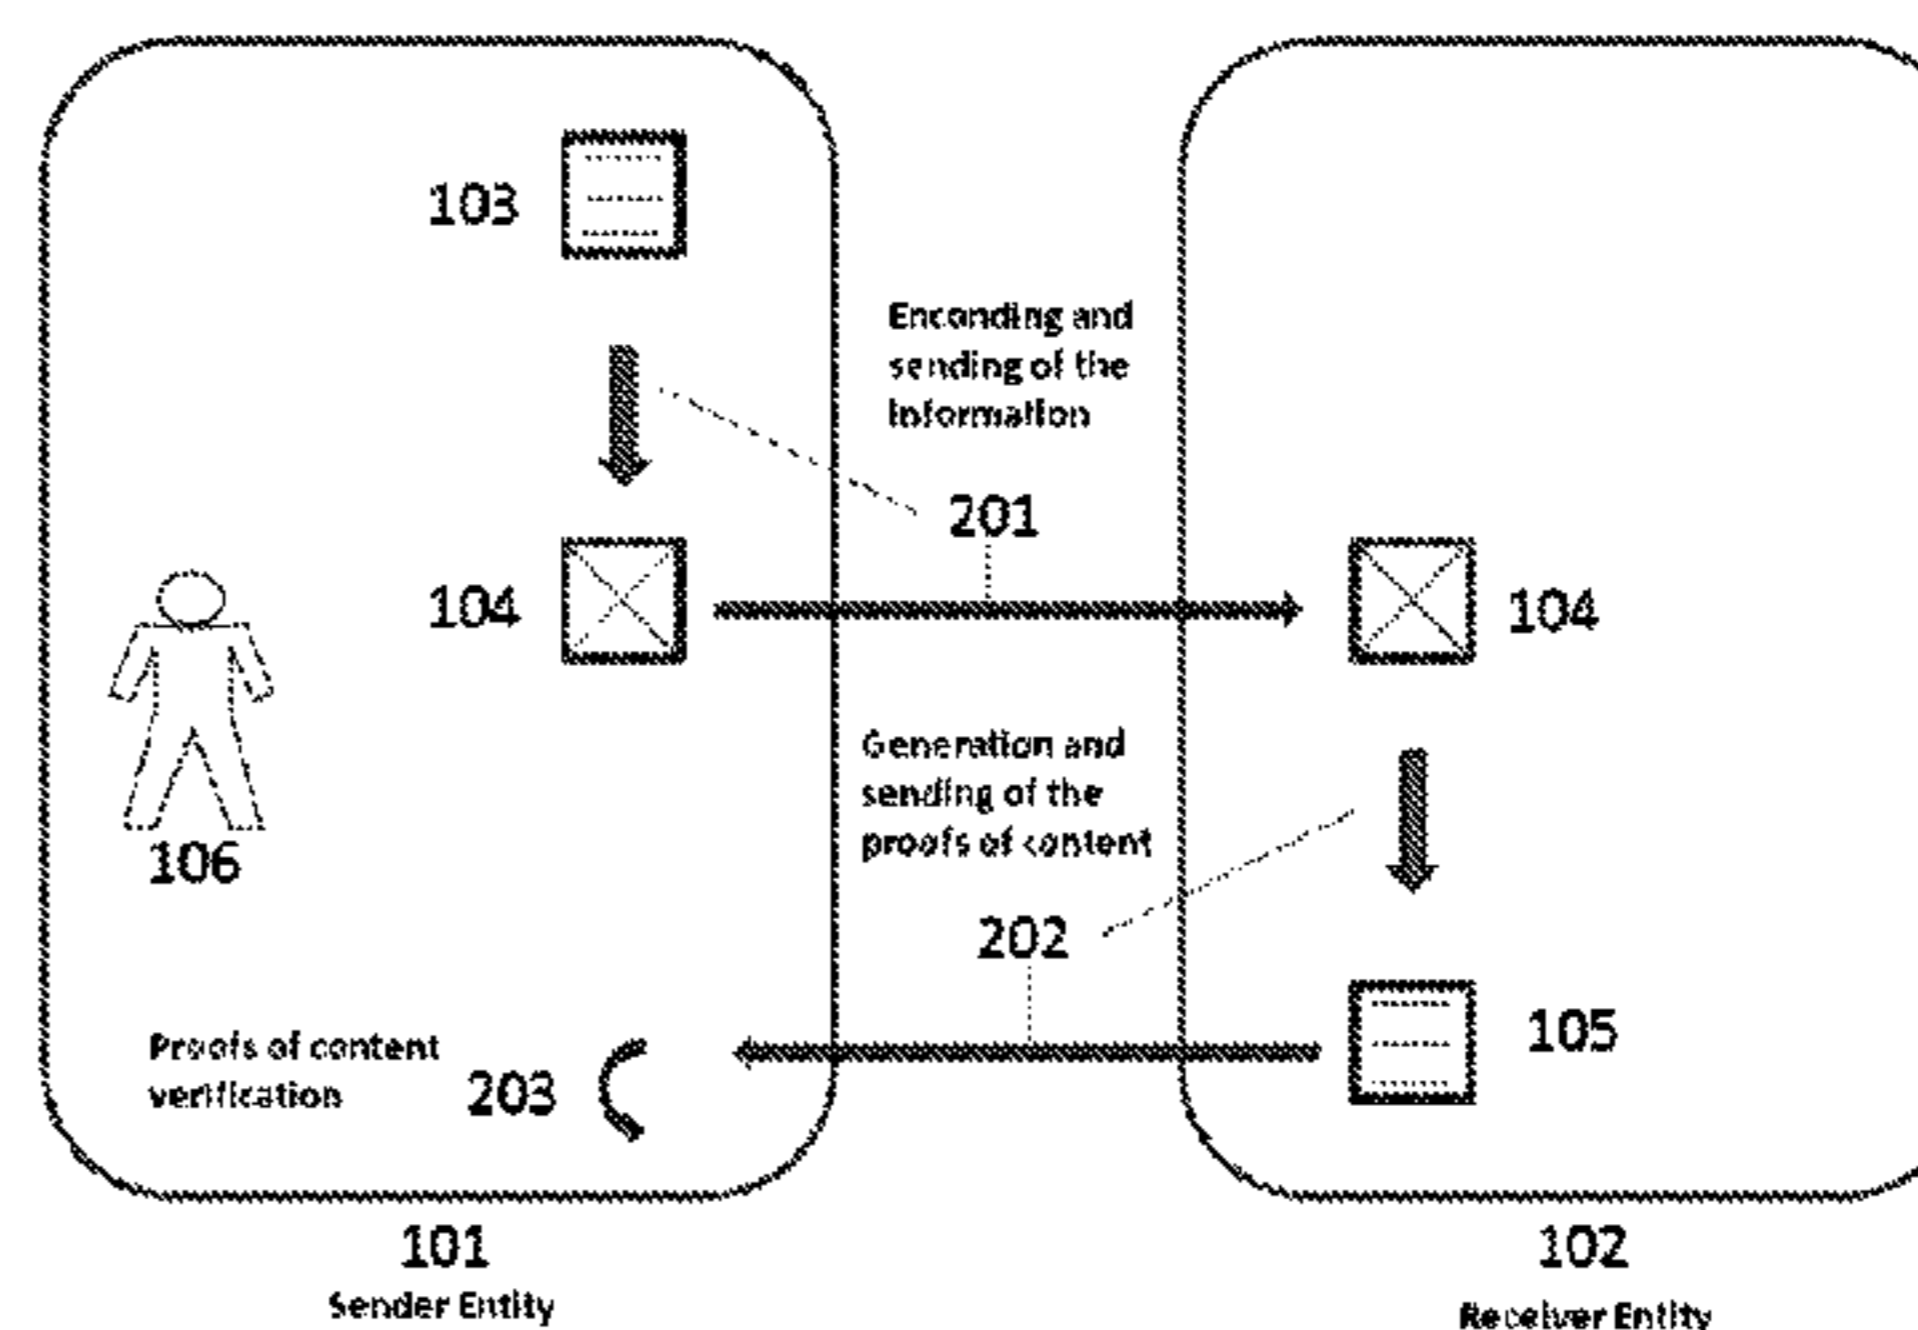 103
Enconding and
sending of the
information
201
104
104
Generation and
sending of the
proofs of content
106
202
105
Proofs of content
verification
203
101
Sender Entity
102
Receiver Entity